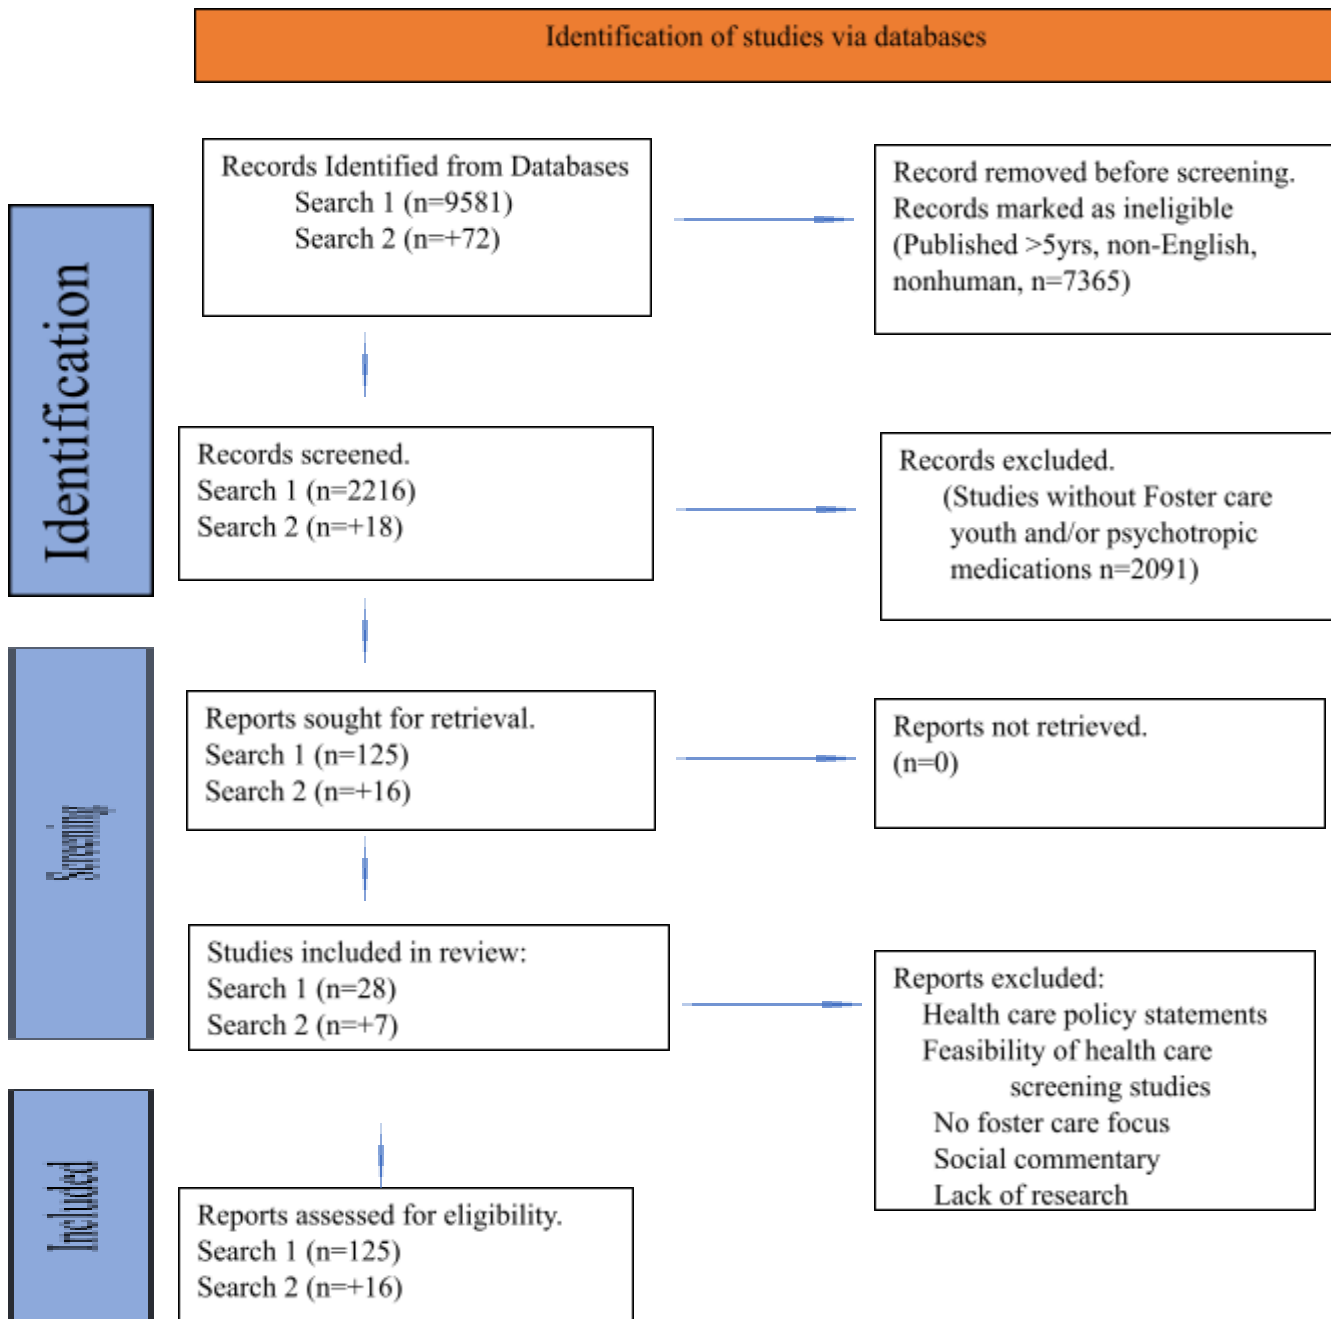 Identification of studies via databases
Identification
Records Identified from Databases
Search 1 (n=9581)
Search 2 (n=+72)
Record removed before screening.
Records marked as ineligible
(Published >5yrs, non-English,
nonhuman, n=7365)
Records screened.
Search 1 (n=2216)
Search 2 (n=+18)
Records excluded.
(Studies without Foster care
youth and/or psychotropic
medications n=2091)
Screening
Reports sought for retrieval.
Search 1 (n=125)
Search 2 (n=+16)
Reports not retrieved.
(n=0)
Studies included in review:
Search 1 (n=28)
Search 2 (n=+7)
Reports excluded:
Health care policy statements
Feasibility of health care
screening studies
No foster care focus
Social commentary
Lack of research
Included
Reports assessed for eligibility.
Search 1 (n=125)
Search 2 (n=+16)